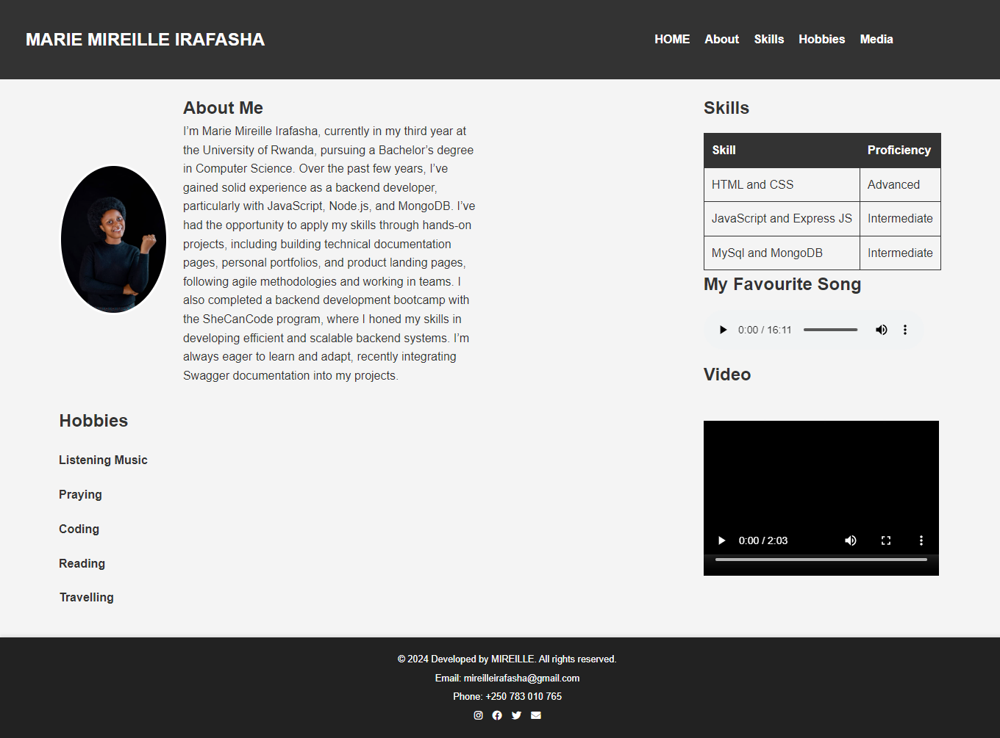 MARIE MIREILLE IRAFASHA
HOME About Skills Hobbies Media
About Me
I’m Marie Mireille Irafasha, currently in my third year at
the University of Rwanda, pursuing a Bachelor’s degree
in Computer Science. Over the past few years, I’ve
gained solid experience as a backend developer,
particularly with JavaScript, Node.js, and MongoDB. I’ve
had the opportunity to apply my skills through hands-on
projects, including building technical documentation
pages, personal portfolios, and product landing pages,
following agile methodologies and working in teams. I
also completed a backend development bootcamp with
the SheCanCode program, where I honed my skills in
developing efficient and scalable backend systems. I’m
always eager to learn and adapt, recently integrating
Swagger documentation into my projects.
Hobbies
Listening Music
Praying
Coding
Reading
Travelling
Skills
Skill Proficiency
HTML and CSS Advanced
JavaScript and Express JS Intermediate
MySql and MongoDB Intermediate
My Favourite Song
0:00 / 16:11
Video
0:00 / 2:03
© 2024 Developed by MIREILLE. All rights reserved.
Email: mireilleirafasha@gmail.com
Phone: +250 783 010 765